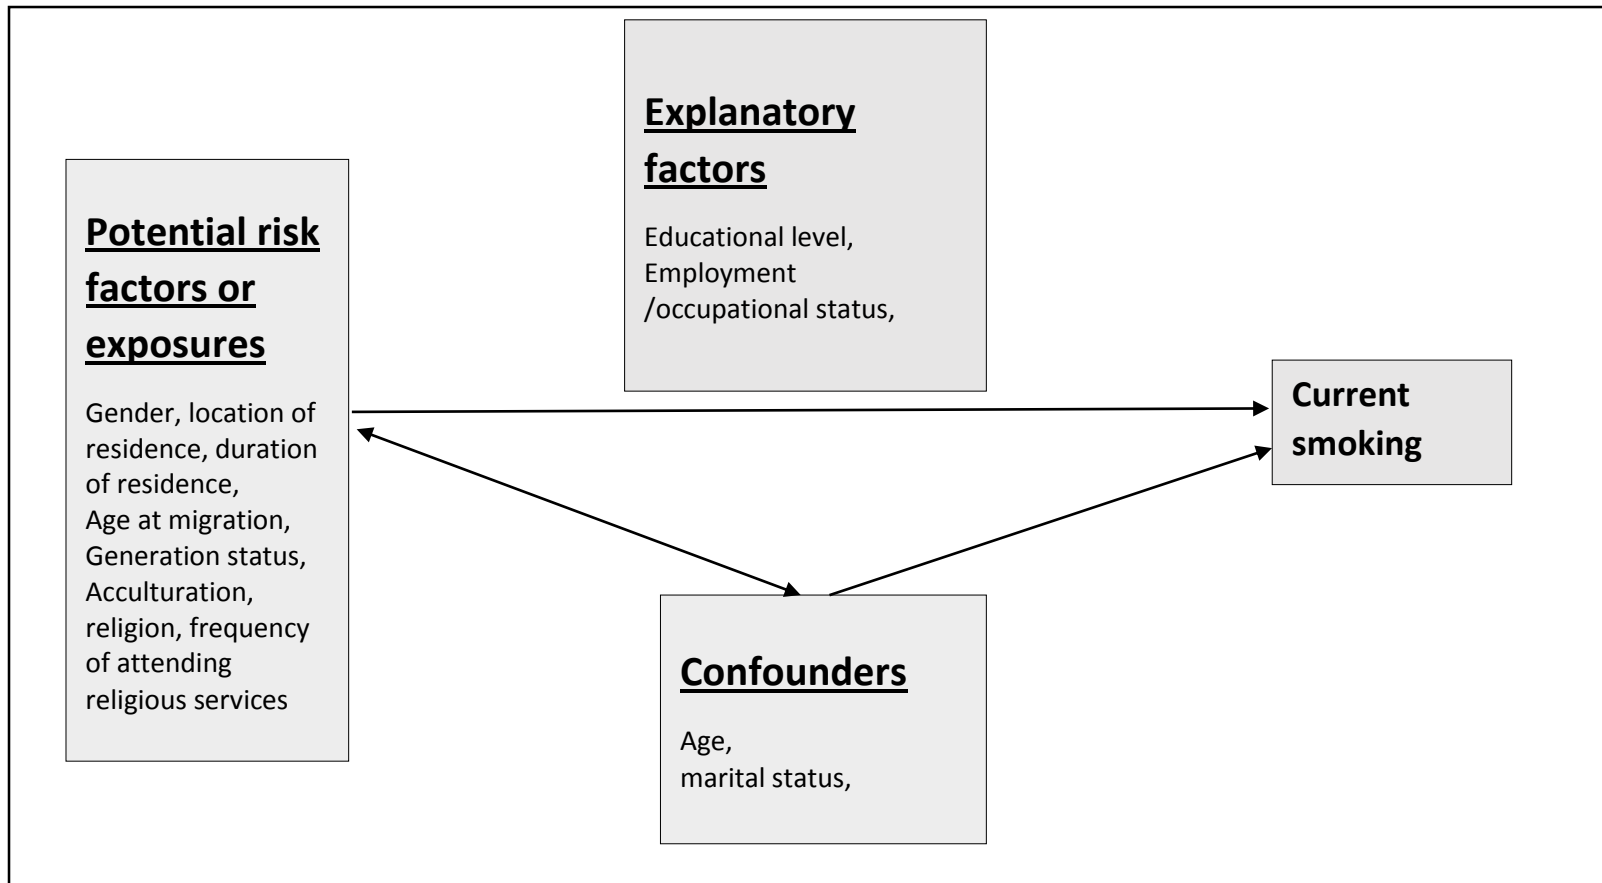 Explanatory
factors
Educational level,
Employment
/occupational status,
Potential risk
factors or
exposures
Gender, location of
residence, duration
of residence,
Age at migration,
Generation status,
Acculturation,
religion, frequency
of attending
religious services
Current
smoking
Confounders
Age,
marital status,